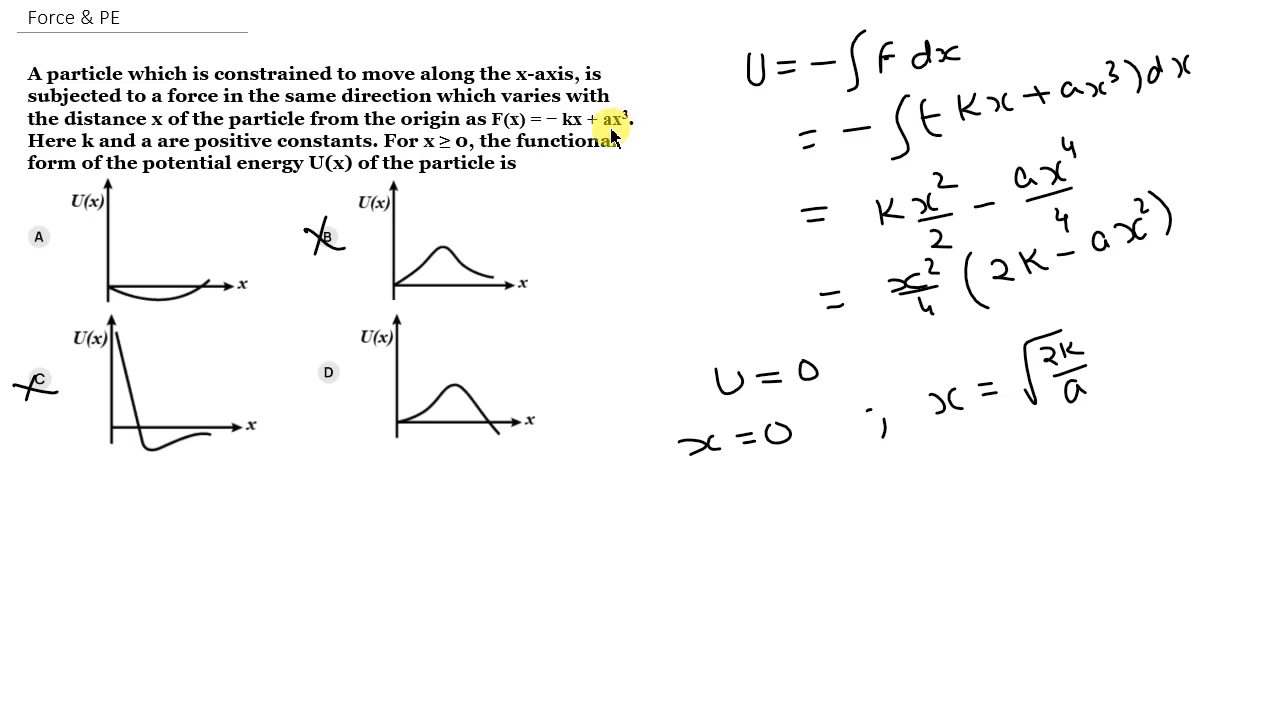 Force & PE
A particle which is constrained to move along the x-axis, is
subjected to a force in the same direction which varies with
the distance x of the particle from the origin as F(x) = − kx + ax³.
Here k and a are positive constants. For x ≥ 0, the functional
form of the potential energy U(x) of the particle is
A
U(x)
x
B
U(x)
x
C
U(x)
x
D
U(x)
x
U = − ∫ F dx
= − ∫(− kx + ax³) dx
= K x²/2 − ax⁴/4
= x²/4 (2K − ax²)
U = 0
x = 0 ; x = √(2K/a)